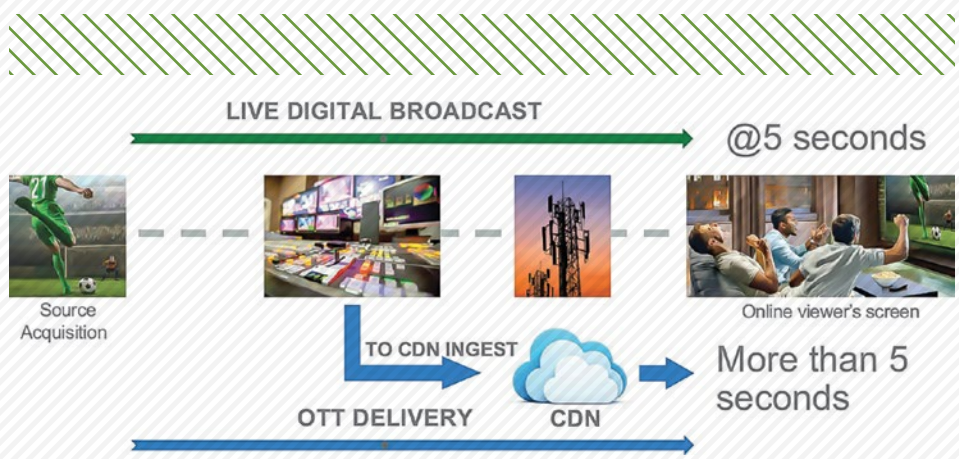 LIVE DIGITAL BROADCAST
@5 seconds
21
Source
Acquisition
Online viewer's screen
TO CDN INGEST
More than 5
seconds
OTT DELIVERY
CDN